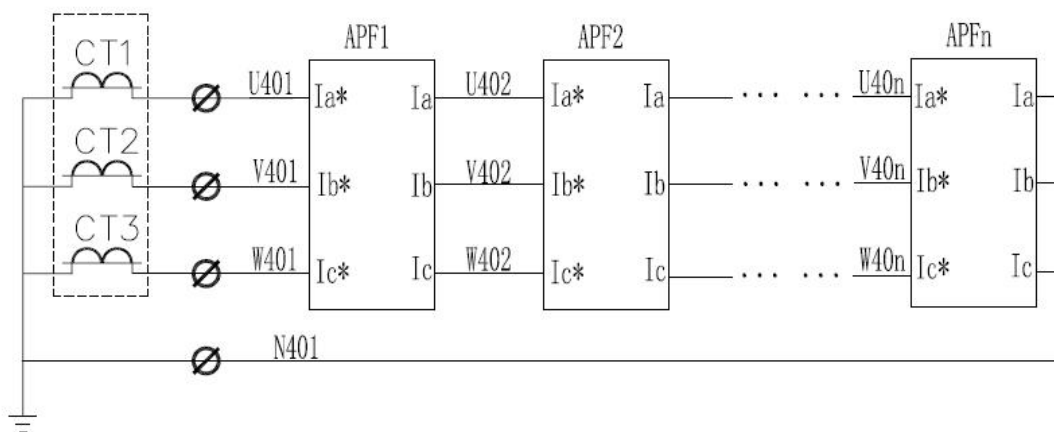 APF1 APF2 APFn
CT1
U401 Ia* Ia U402 Ia* Ia ... ... U40n Ia* Ia
CT2
V401 Ib* Ib V402 Ib* Ib ... ... V40n Ib* Ib
CT3
W401 Ic* Ic W402 Ic* Ic ... ... W40n Ic* Ic
N401